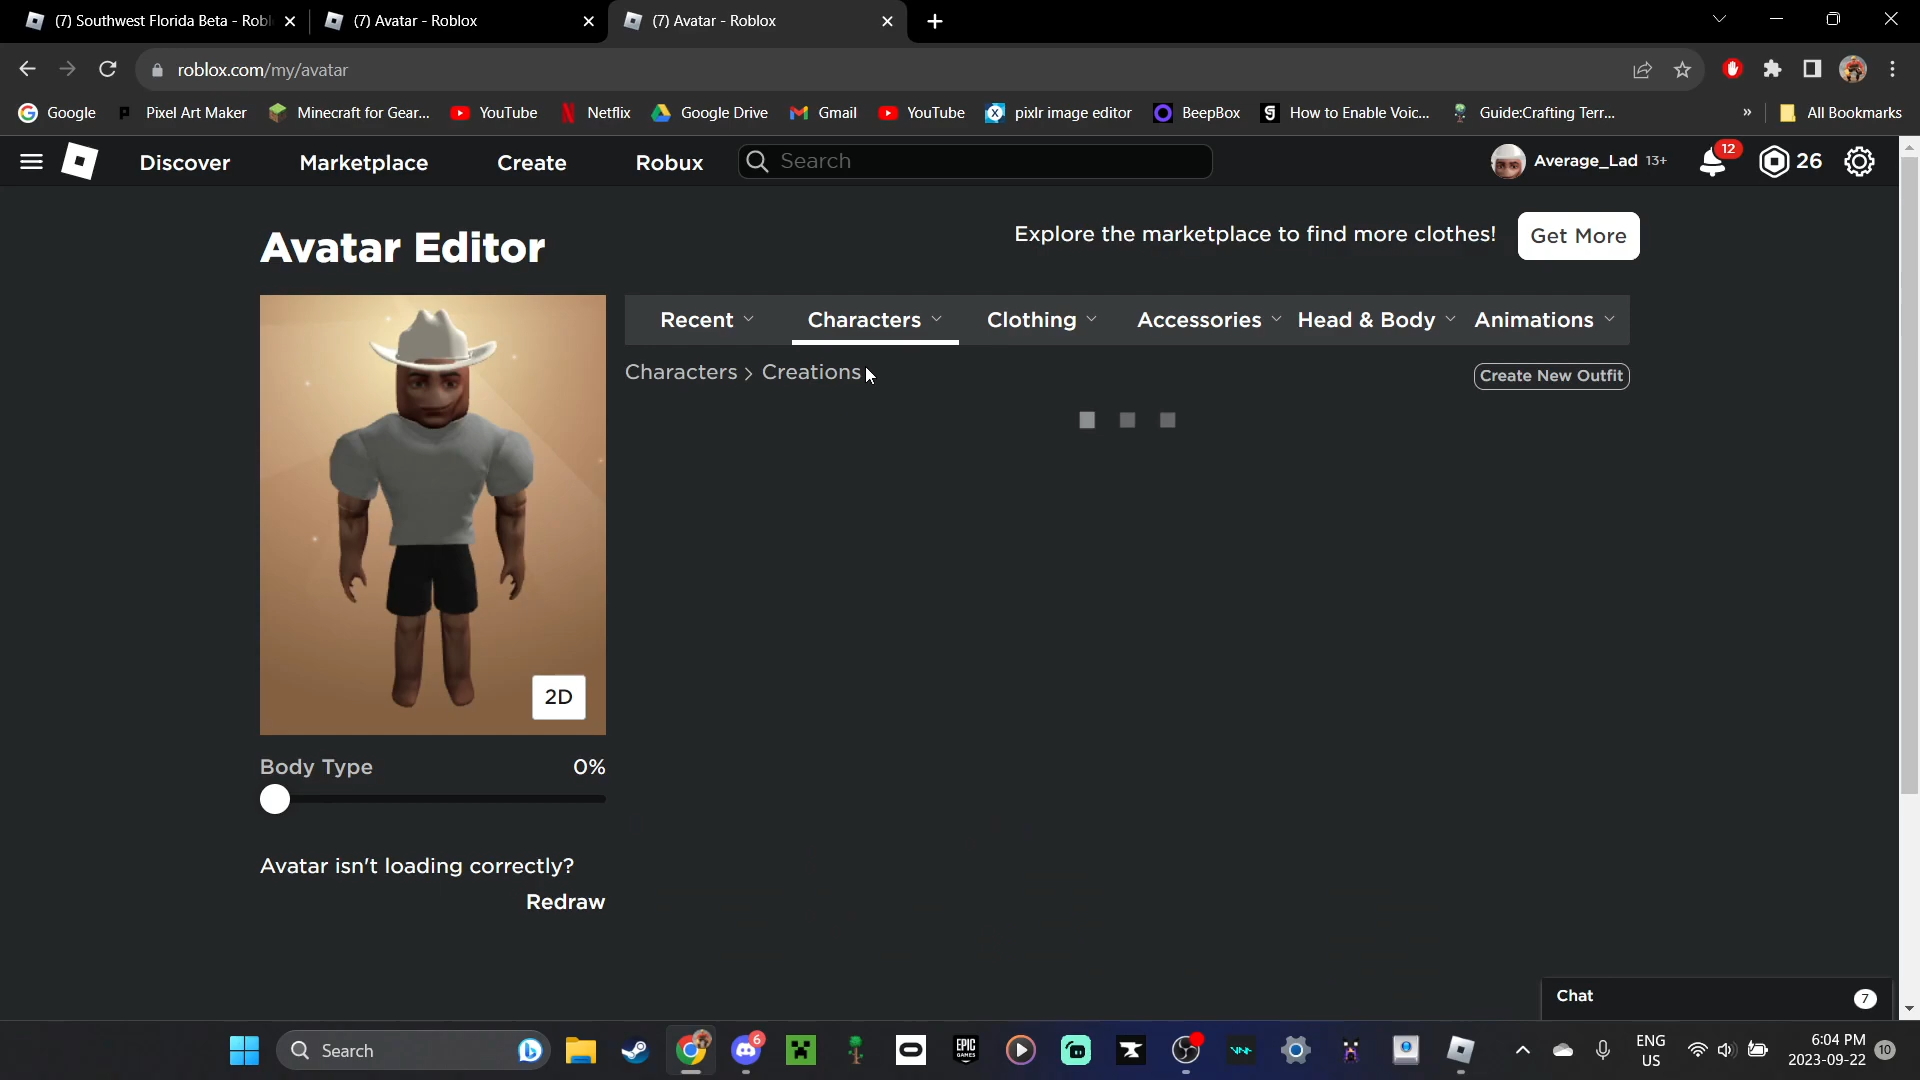 (7) Southwest Florida Beta - Robl
(7) Avatar - Roblox
(7) Avatar - Roblox
roblox.com/my/avatar
Google
Pixel Art Maker
Minecraft for Gear...
YouTube
Netflix
Google Drive
Gmail
YouTube
pixlr image editor
BeepBox
How to Enable Voic...
Guide:Crafting Terr...
»
All Bookmarks
Discover
Marketplace
Create
Robux
Search
Average_Lad 13+
12
26
Avatar Editor
Explore the marketplace to find more clothes!
Get More
Recent
Characters
Clothing
Accessories
Head & Body
Animations
Characters > Creations
Create New Outfit
2D
Body Type 0%
Avatar isn't loading correctly?
Redraw
Chat 7
Search
6
EPIC GAMES
ENG
US
6:04 PM
2023-09-22
10